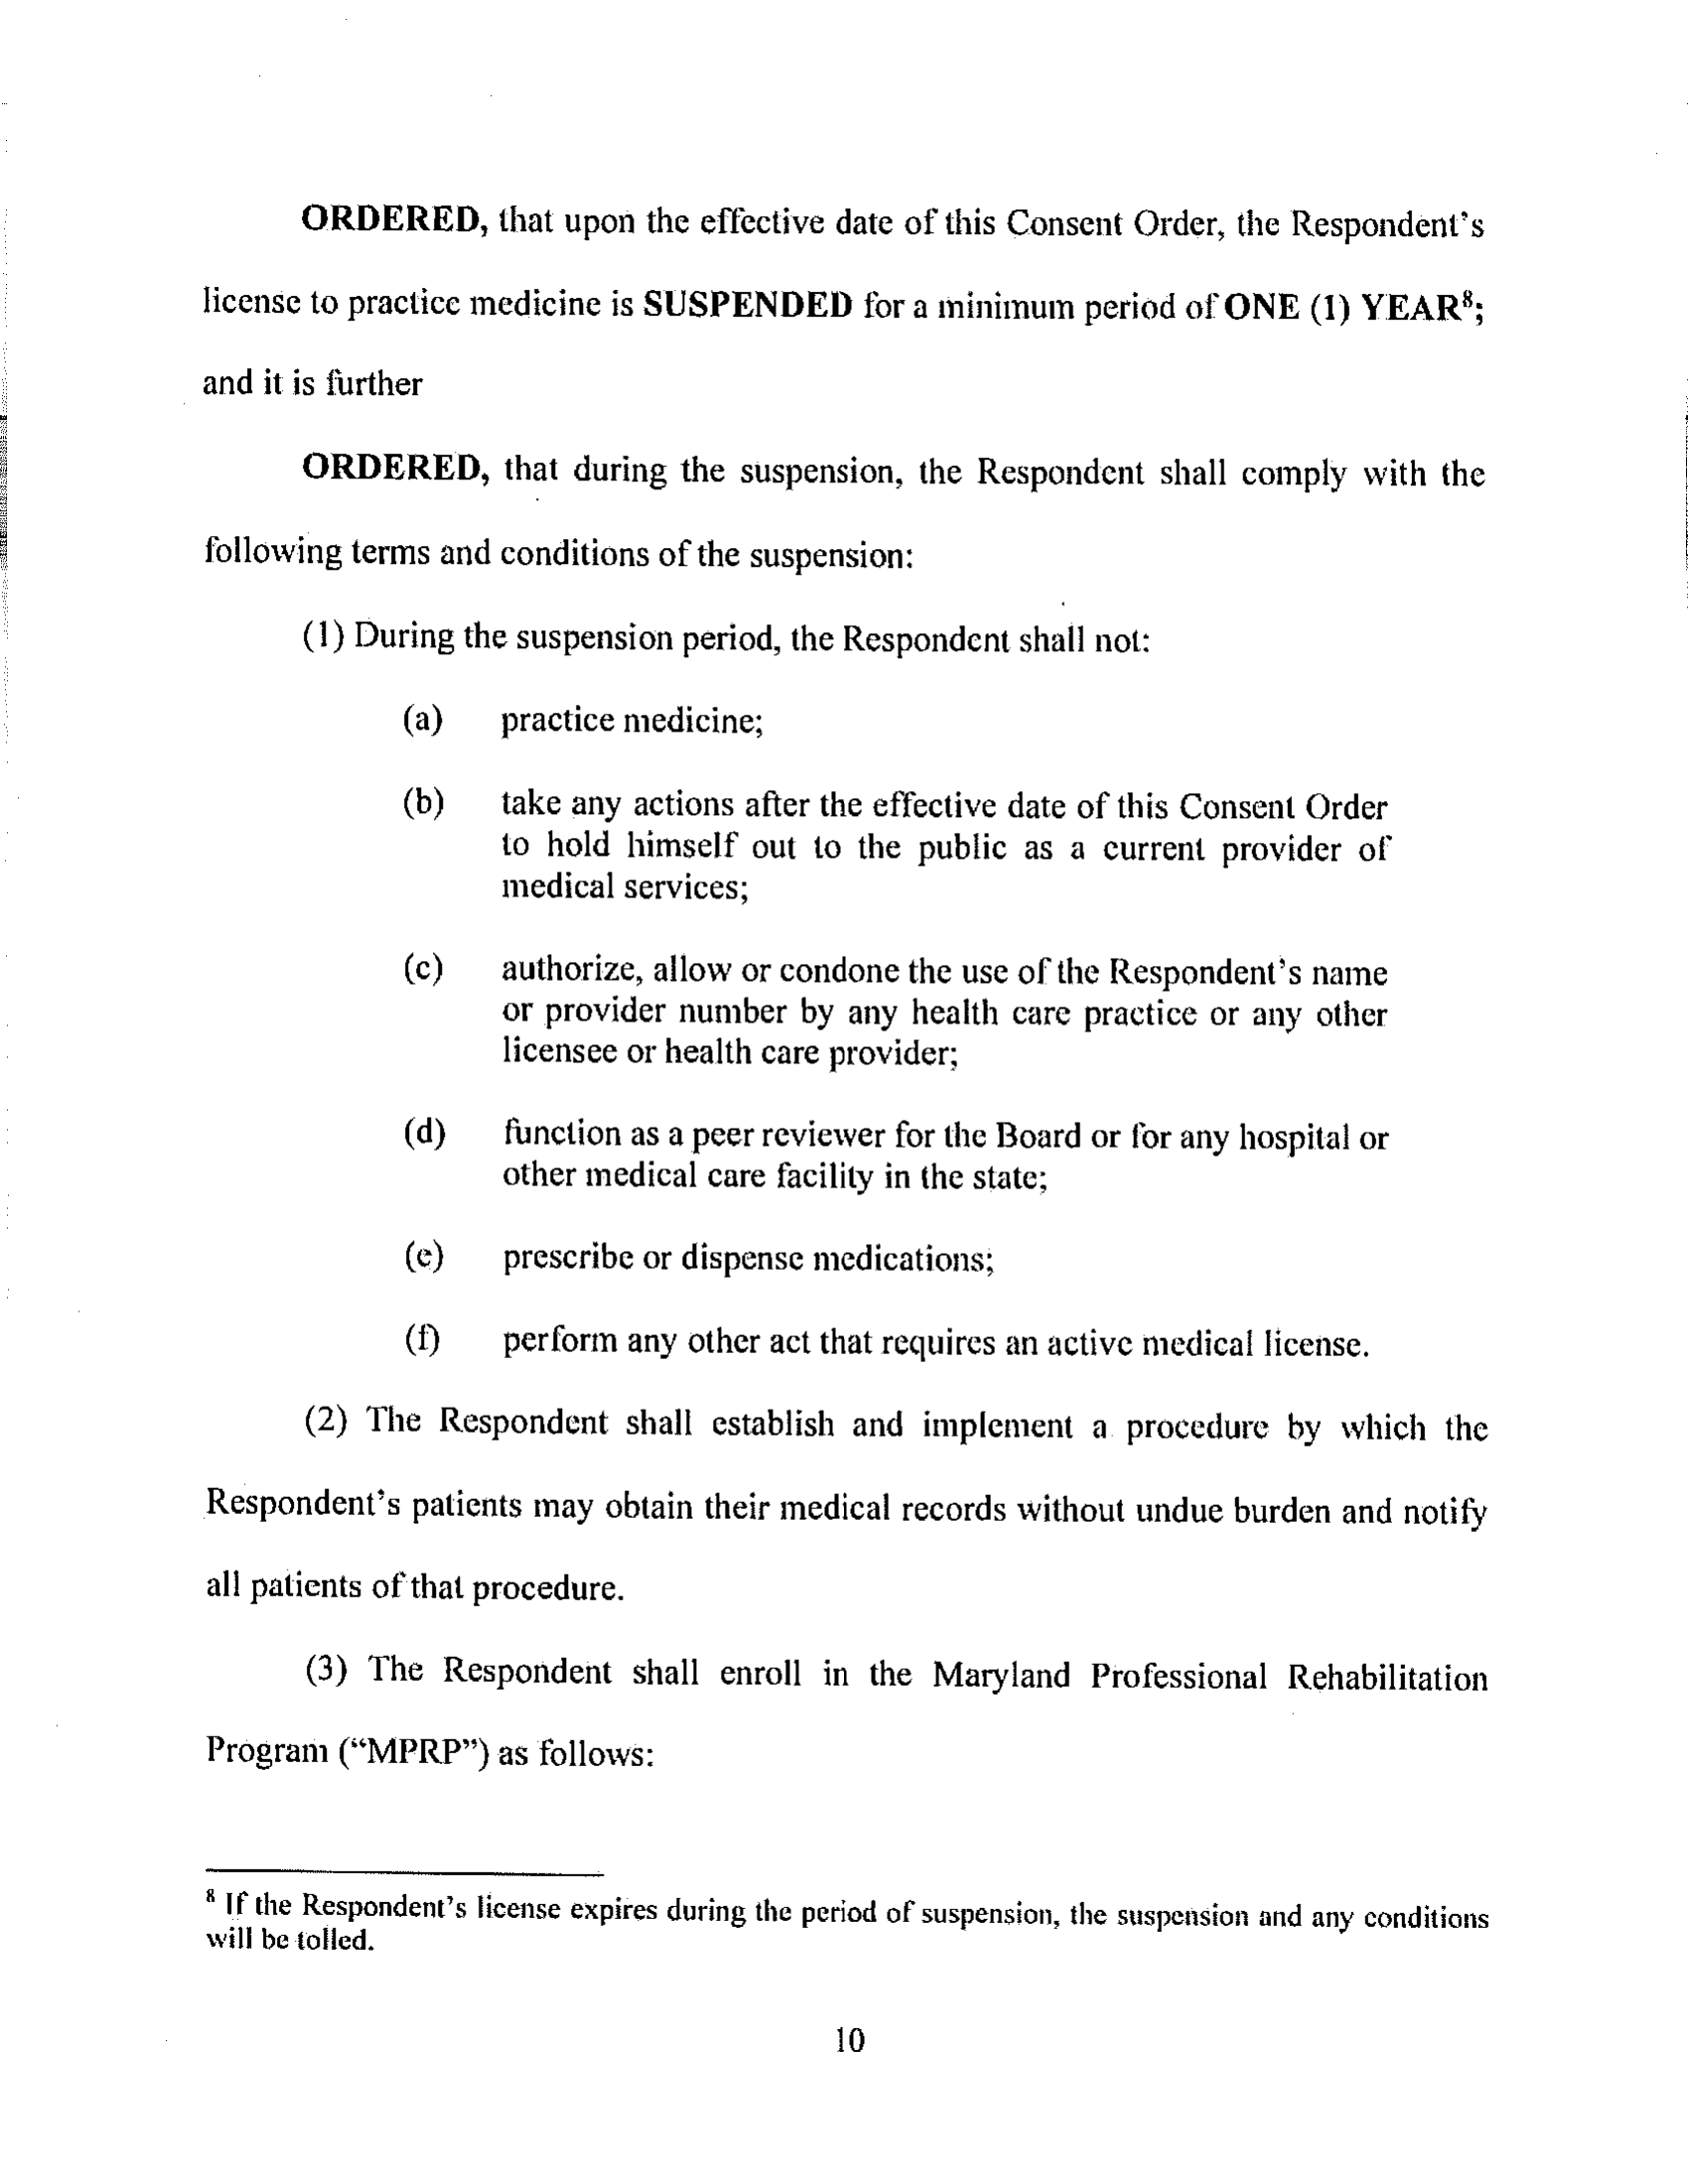 ORDERED, that upon the effective date of this Consent Order, the Respondent's
license to practice medicine is SUSPENDED for a minimum period of ONE (1) YEAR⁸;
and it is further
ORDERED, that during the suspension, the Respondent shall comply with the
following terms and conditions of the suspension:
(1) During the suspension period, the Respondent shall not:
(a) practice medicine;
(b) take any actions after the effective date of this Consent Order
to hold himself out to the public as a current provider of
medical services;
(c) authorize, allow or condone the use of the Respondent's name
or provider number by any health care practice or any other
licensee or health care provider;
(d) function as a peer reviewer for the Board or for any hospital or
other medical care facility in the state;
(e) prescribe or dispense medications;
(f) perform any other act that requires an active medical license.
(2) The Respondent shall establish and implement a procedure by which the
Respondent's patients may obtain their medical records without undue burden and notify
all patients of that procedure.
(3) The Respondent shall enroll in the Maryland Professional Rehabilitation
Program ("MPRP") as follows:
⁸ If the Respondent's license expires during the period of suspension, the suspension and any conditions
will be tolled.
10